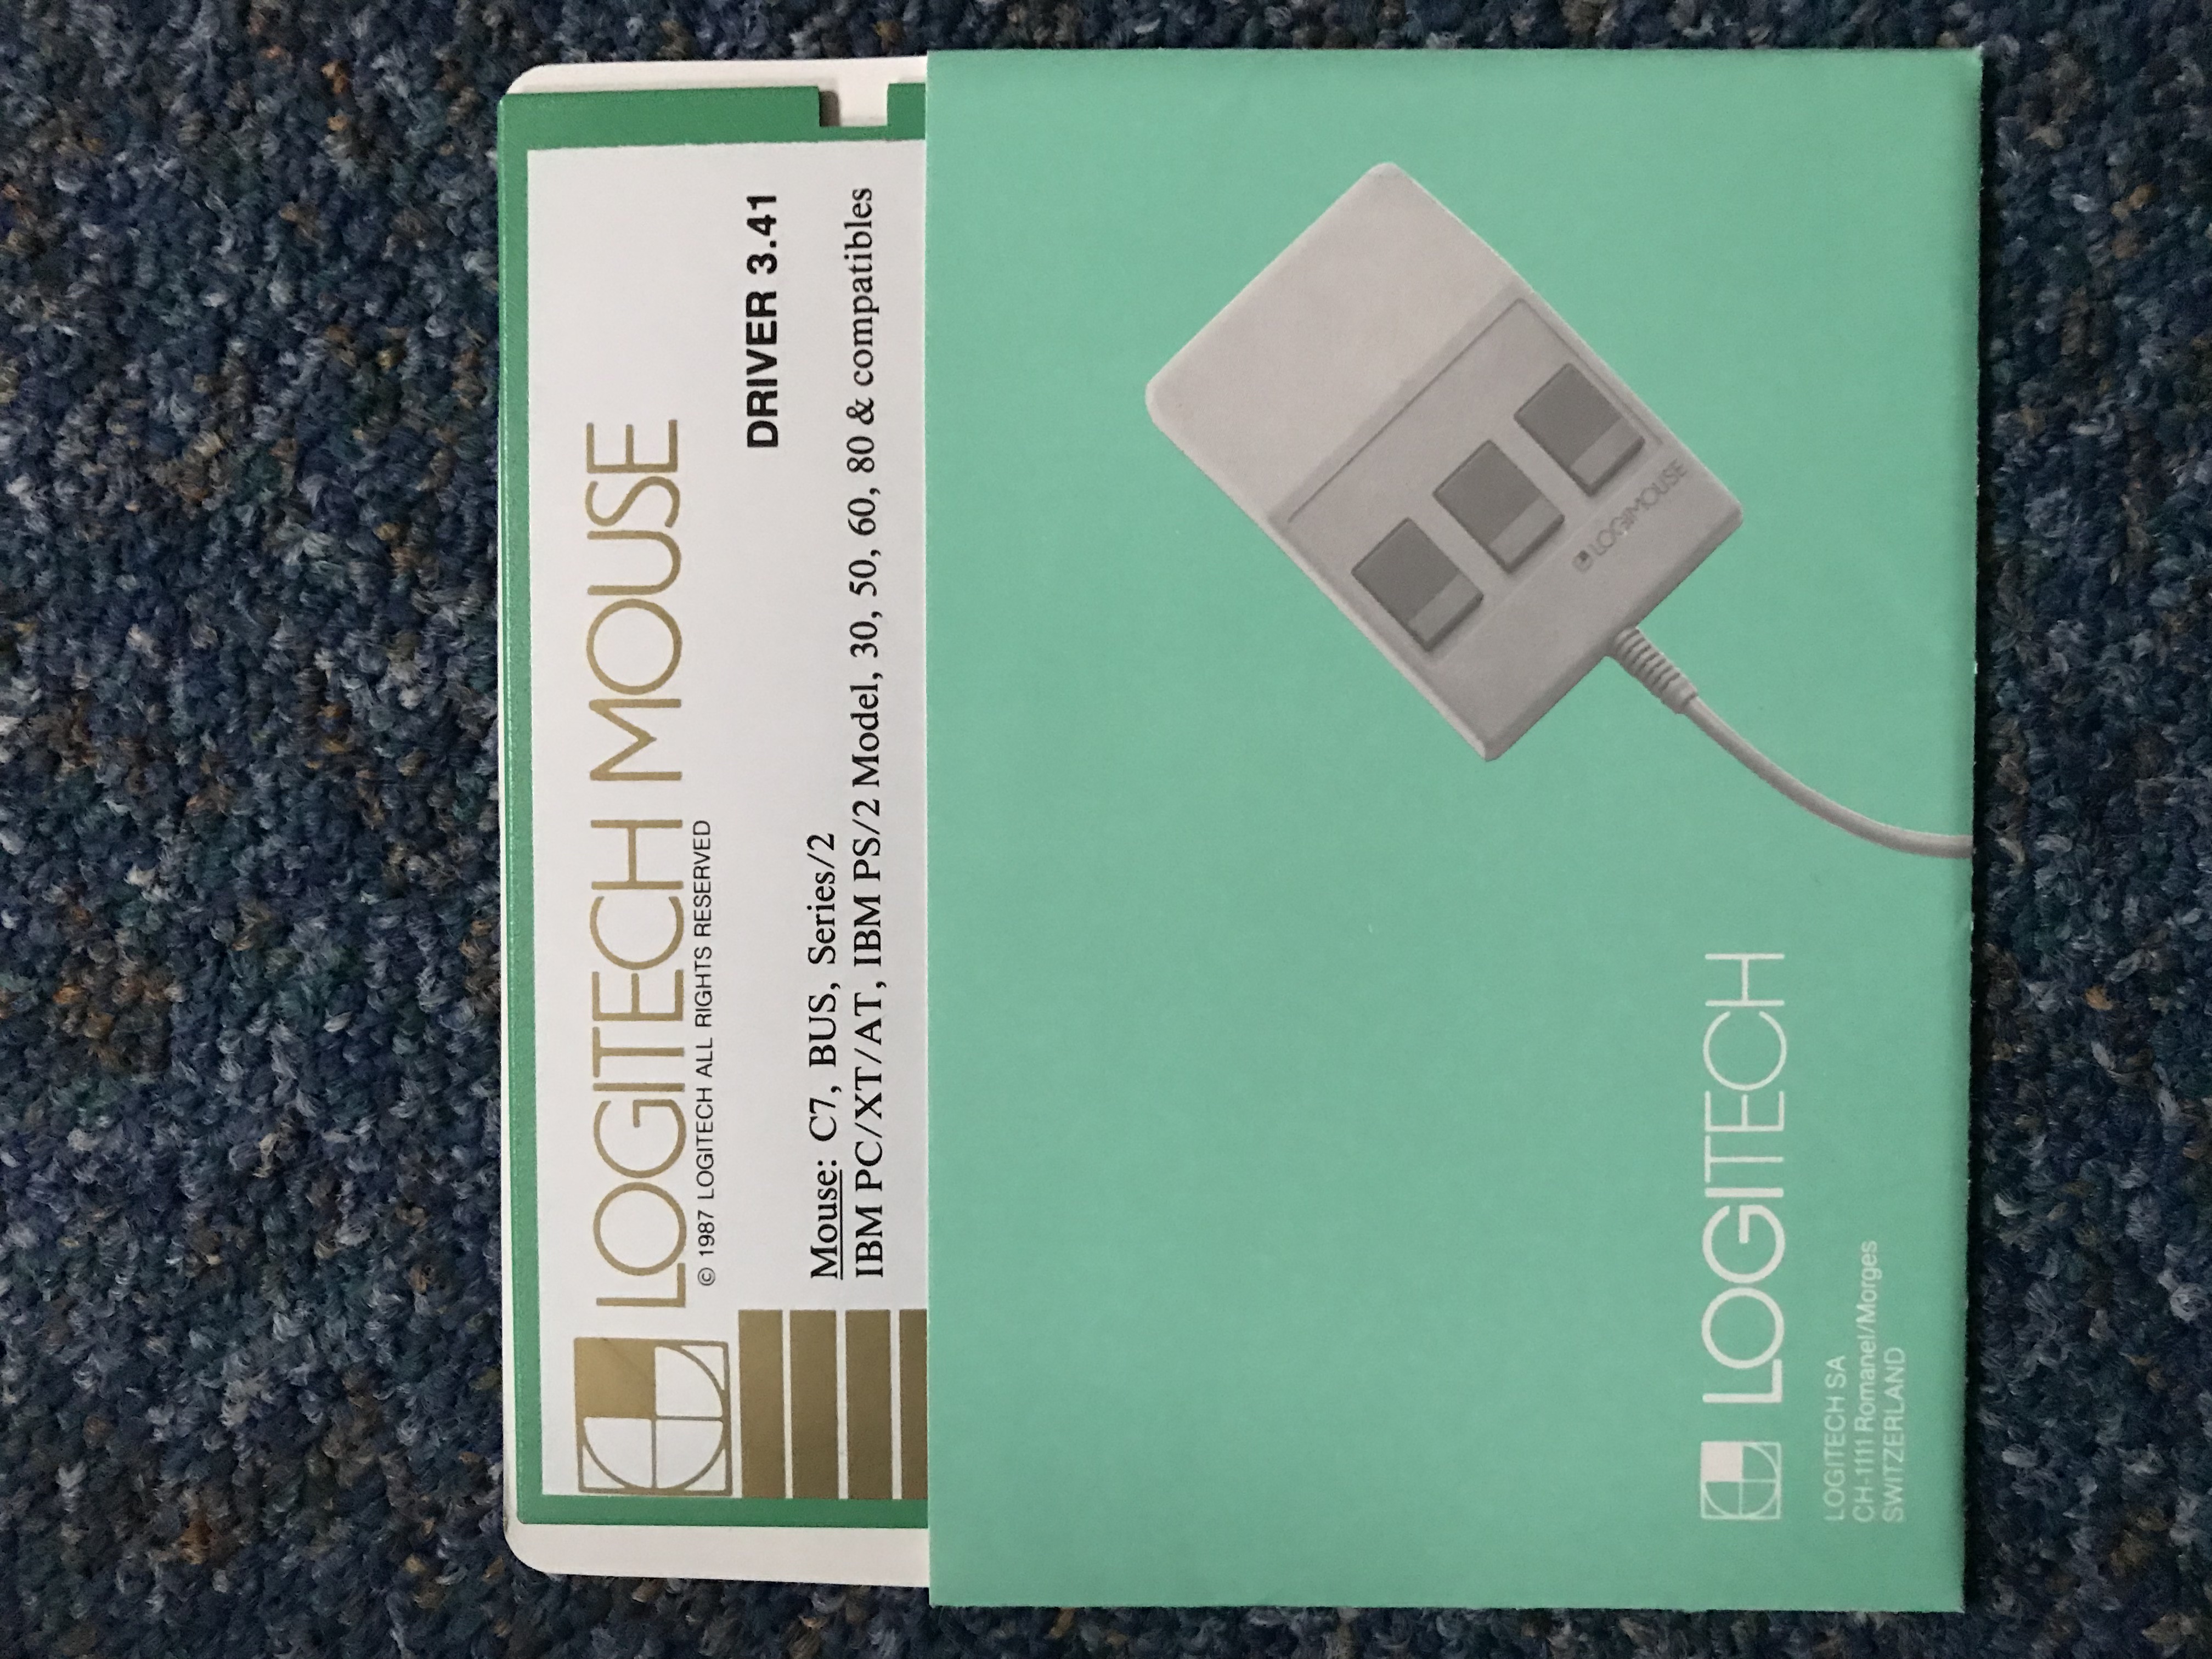 LOGITECH MOUSE
© 1987 LOGITECH ALL RIGHTS RESERVED
DRIVER 3.41
Mouse: C7, BUS, Series/2
IBM PC/XT/AT, IBM PS/2 Model, 30, 50, 60, 80 & compatibles
LOGIMOUSE
LOGITECH
LOGITECH SA
CH-1111 Romanel/Morges
SWITZERLAND